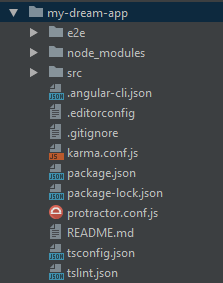 my-dream-app
e2e
node_modules
src
.angular-cli.json
.editorconfig
.gitignore
karma.conf.js
package.json
package-lock.json
protractor.conf.js
README.md
tsconfig.json
tslint.json